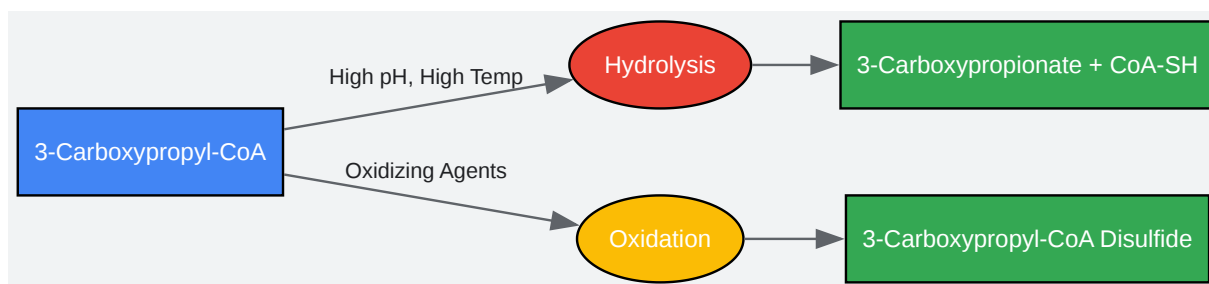 High pH, High Temp
Hydrolysis
3-Carboxypropionate + CoA-SH
3-Carboxypropyl-CoA
Oxidizing Agents
Oxidation
3-Carboxypropyl-CoA Disulfide